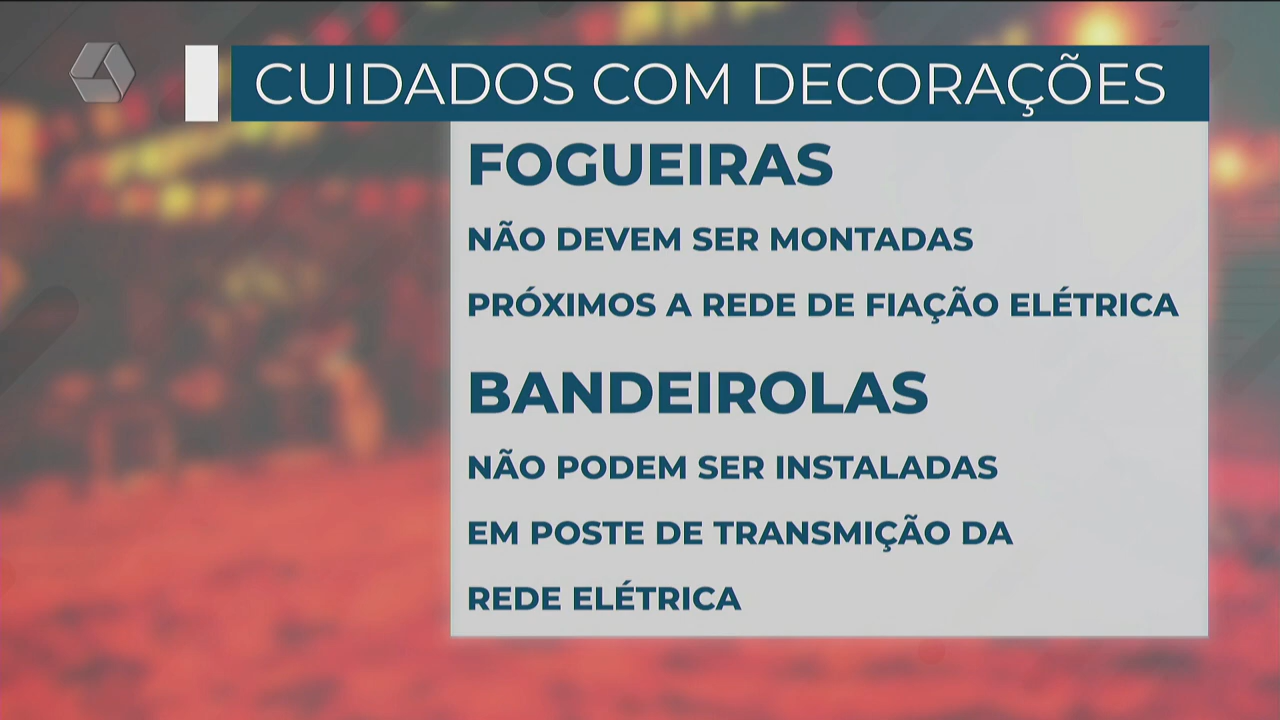 CUIDADOS COM DECORAÇÕES
FOGUEIRAS
NÃO DEVEM SER MONTADAS
PRÓXIMOS A REDE DE FIAÇÃO ELÉTRICA
BANDEIROLAS
NÃO PODEM SER INSTALADAS
EM POSTE DE TRANSMIÇÃO DA
REDE ELÉTRICA